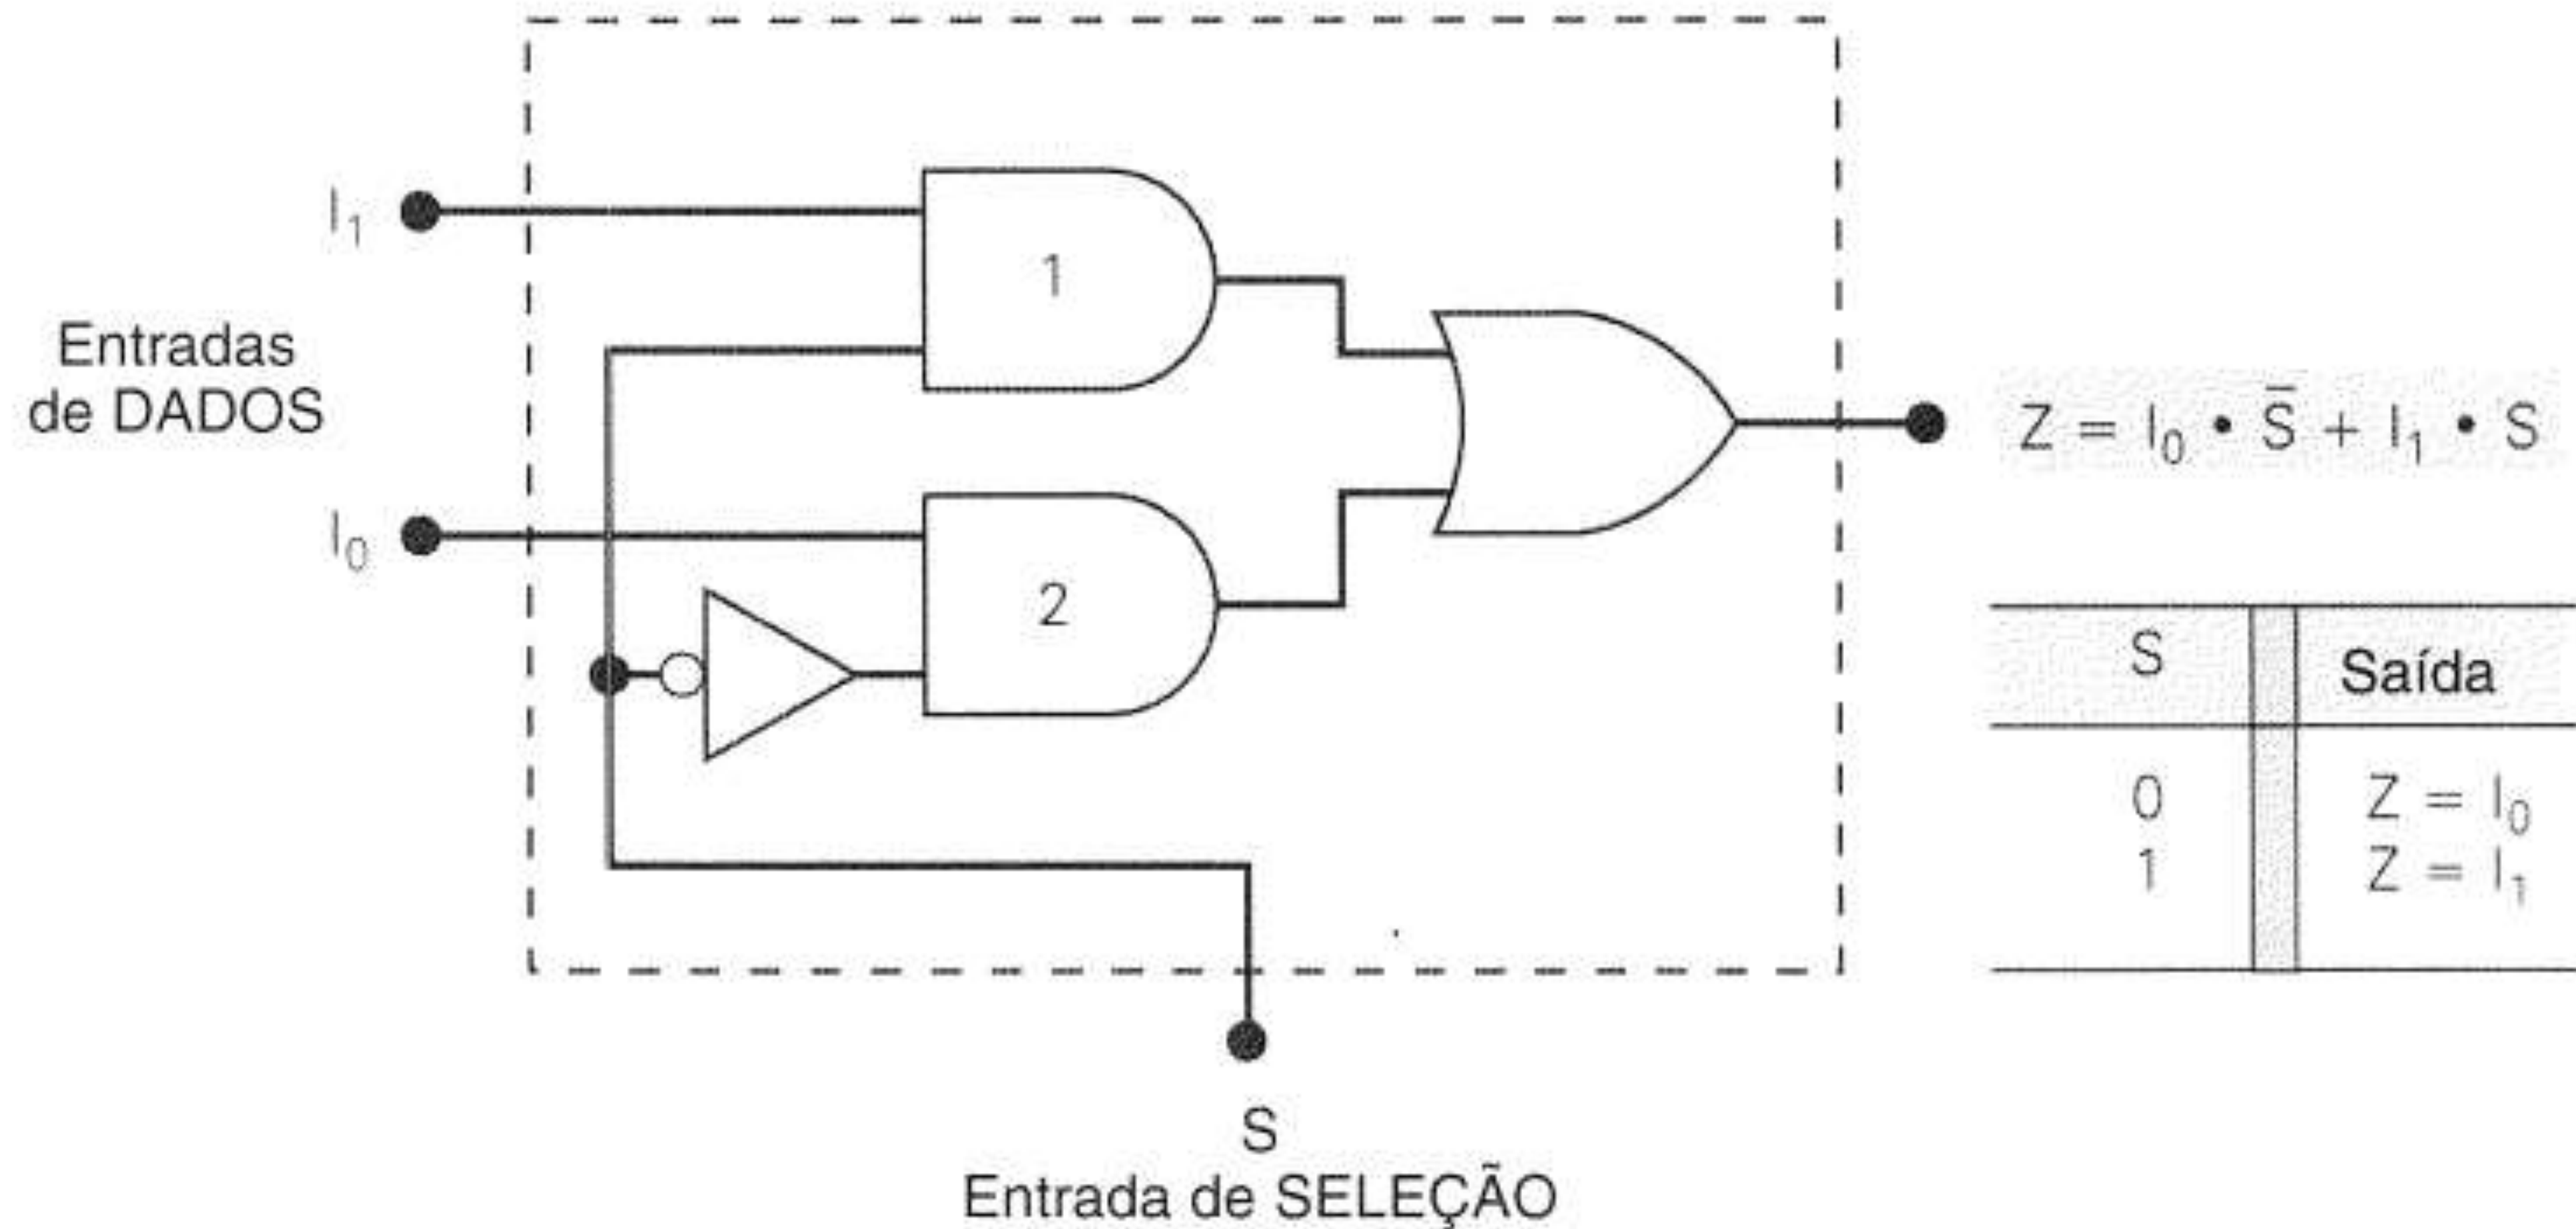 I₁
1
Entradas
de DADOS
Z = I₀ • S̄ + I₁ • S
I₀
2
S Saída
0 Z = I₀
1 Z = I₁
S
Entrada de SELEÇÃO